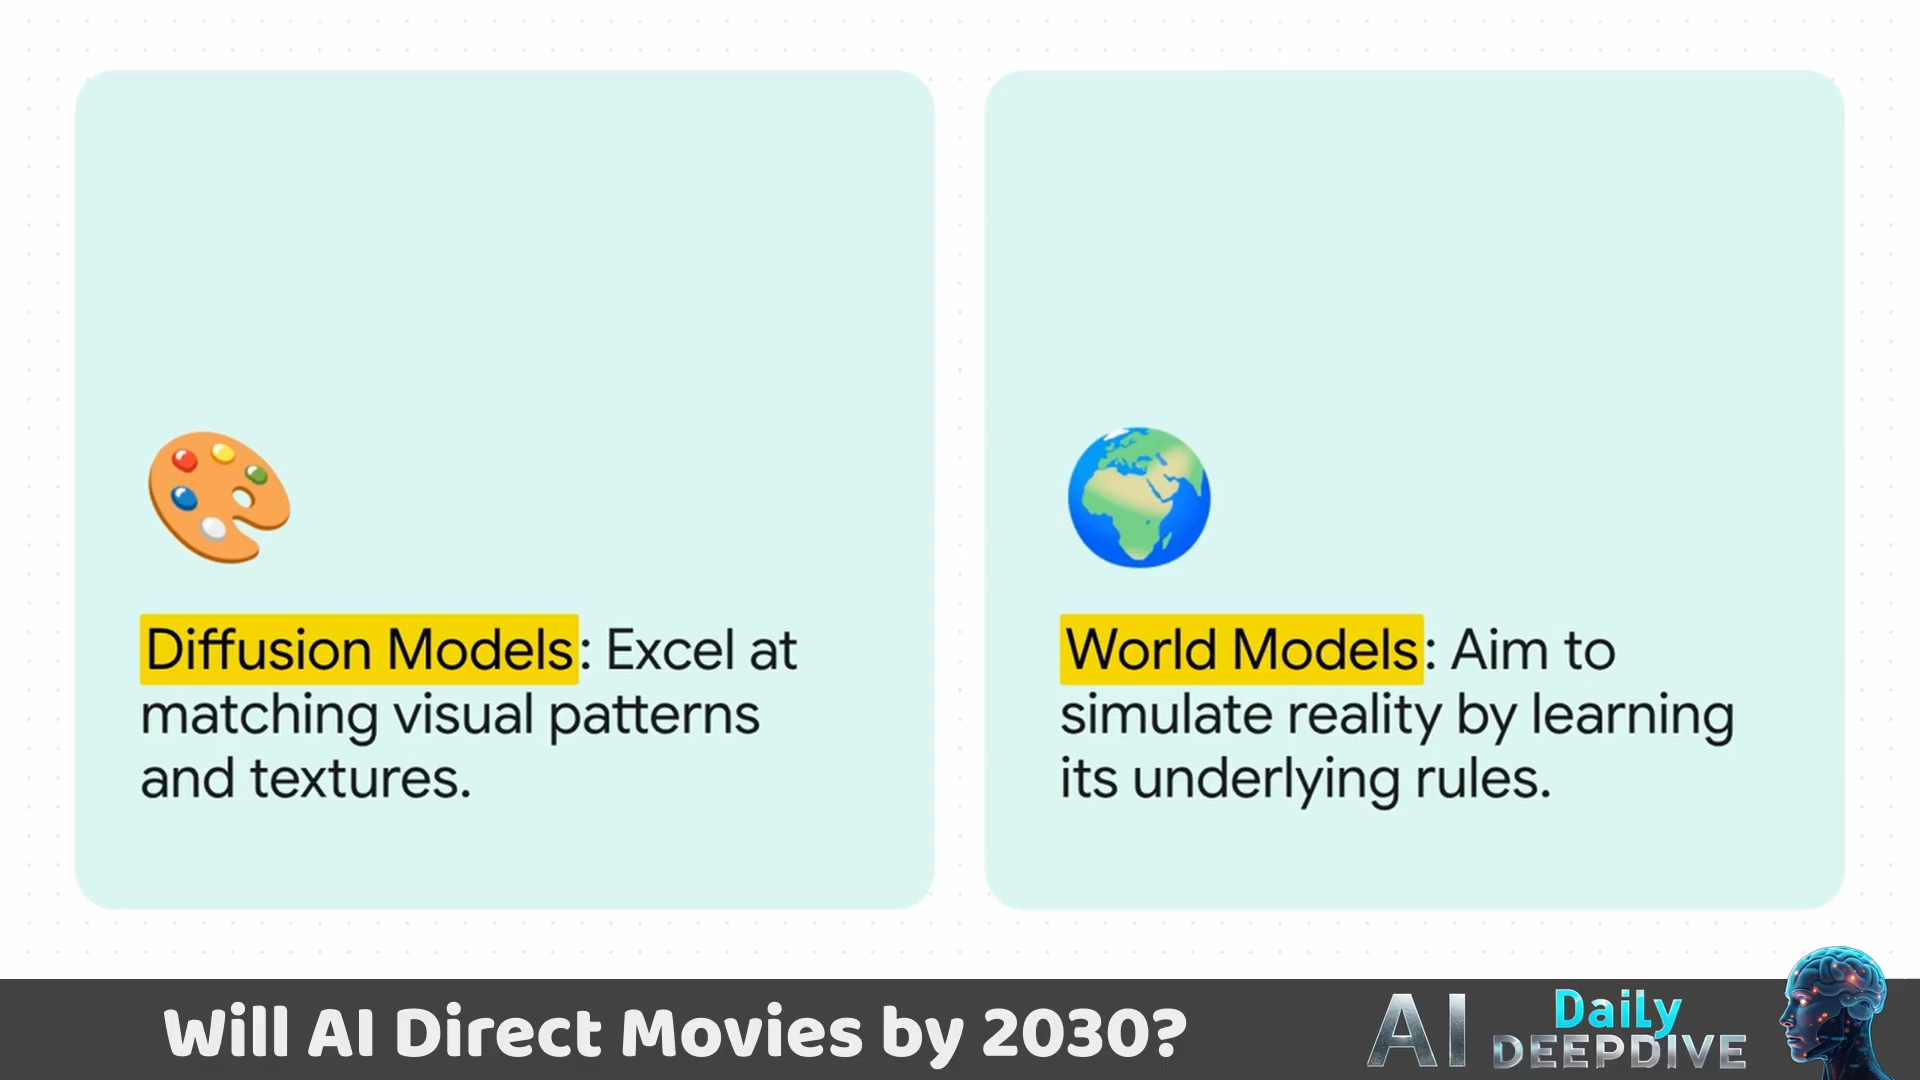 Diffusion Models: Excel at
matching visual patterns
and textures.
World Models: Aim to
simulate reality by learning
its underlying rules.
Will AI Direct Movies by 2030?
AI Daily
DEEPDIVE